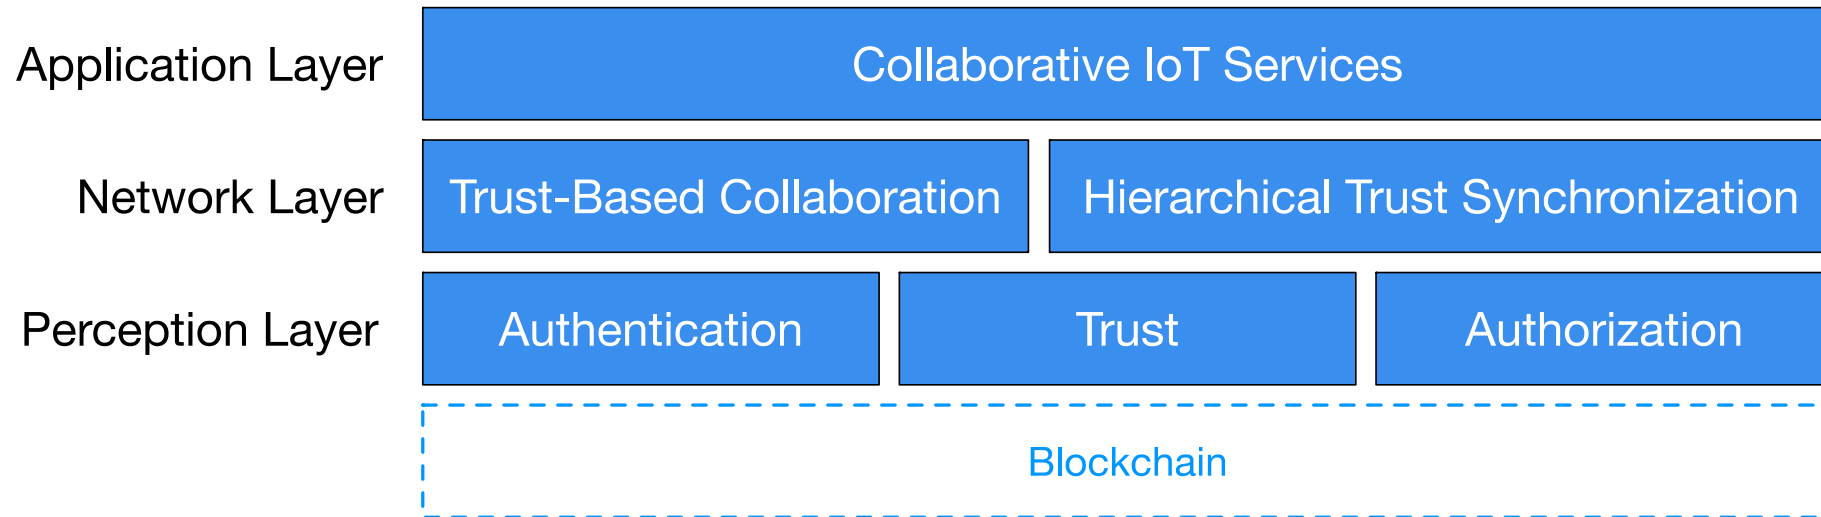 Application Layer
Collaborative IoT Services
Network Layer
Trust-Based Collaboration
Hierarchical Trust Synchronization
Perception Layer
Authentication
Trust
Authorization
Blockchain